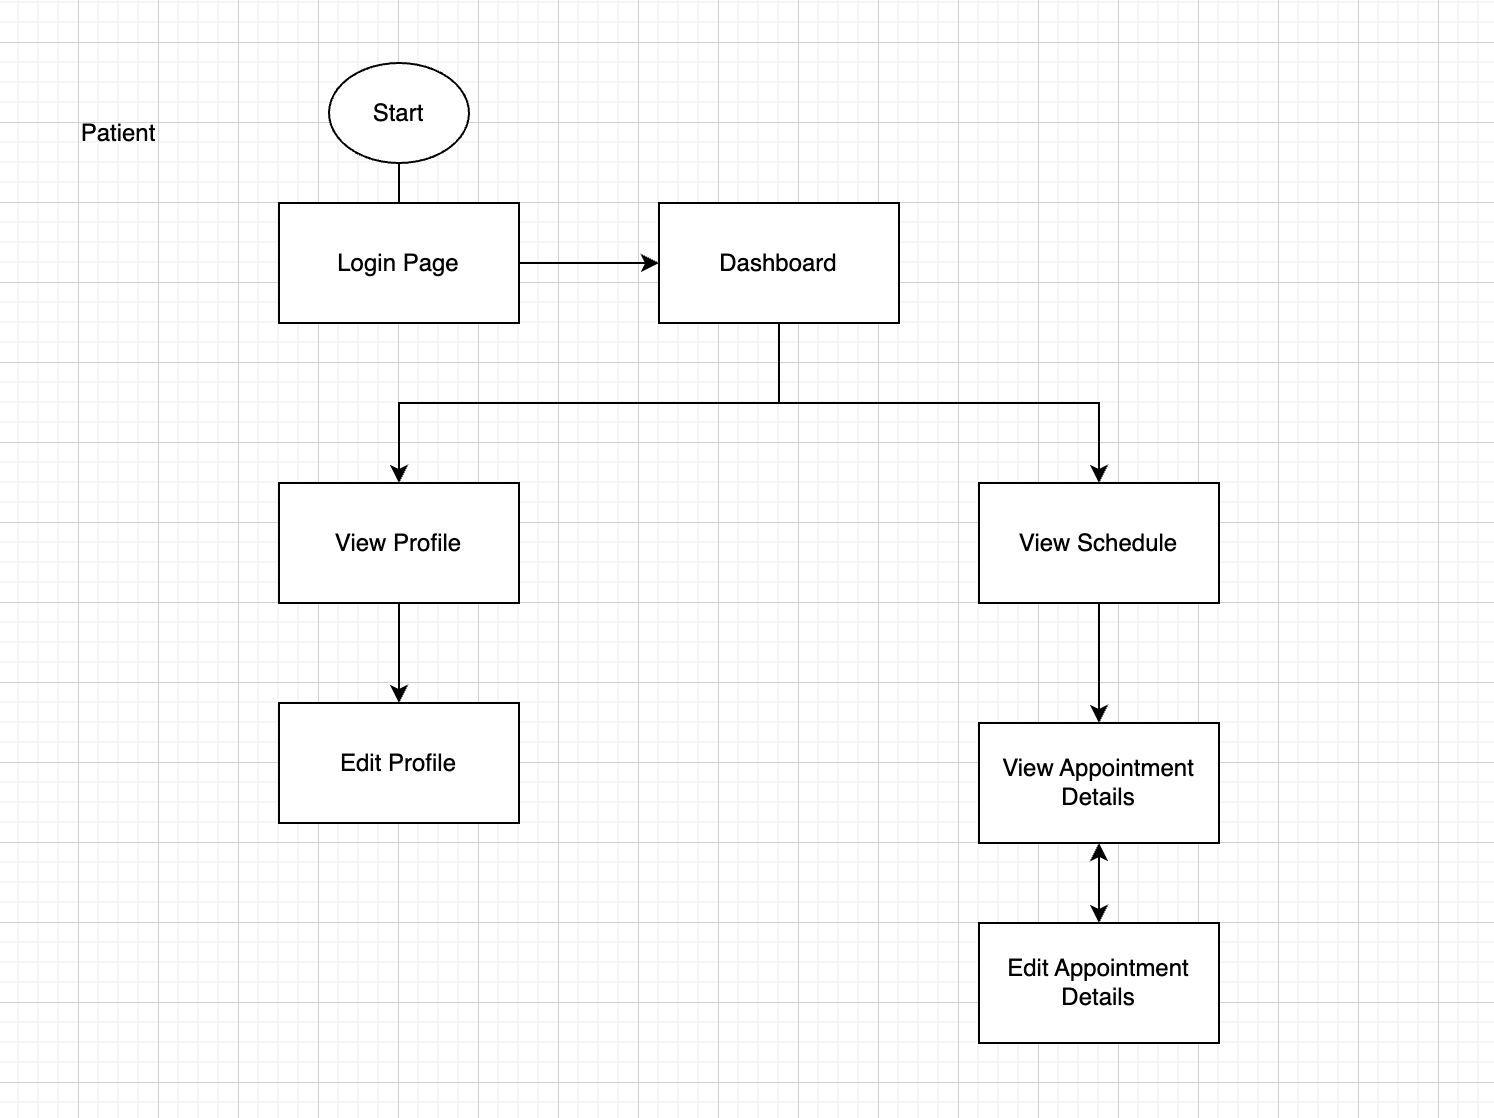 Start
Patient
Login Page
Dashboard
View Profile
View Schedule
Edit Profile
View Appointment
Details
Edit Appointment
Details